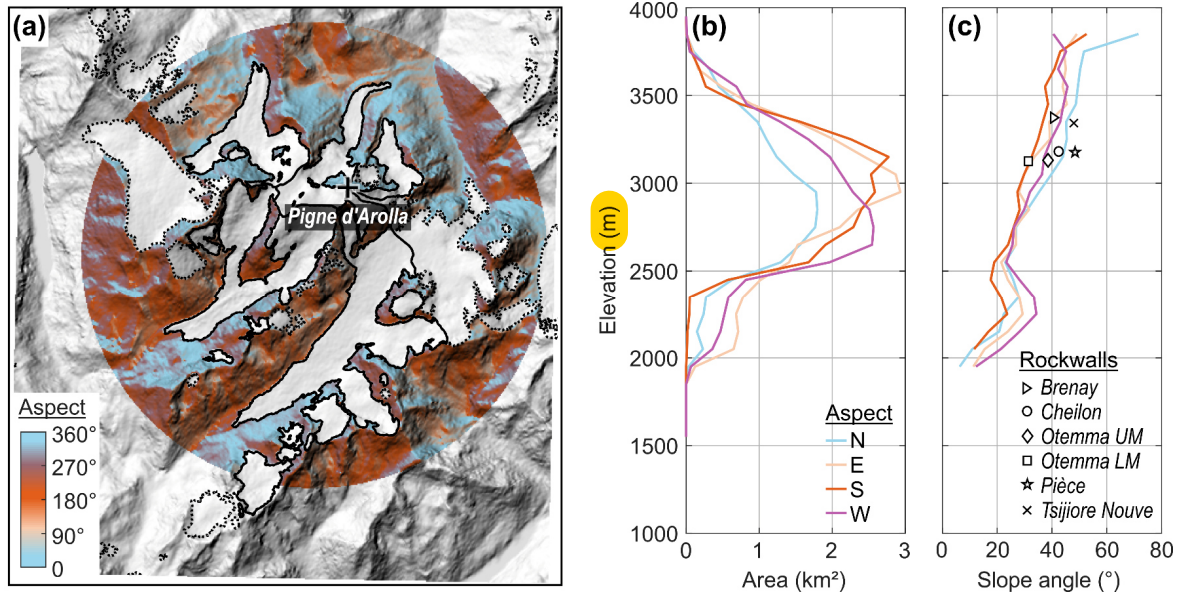 (a)
Pigne d'Arolla
Aspect
360°
270°
180°
90°
0
(b)
Elevation (m)
4000
3500
3000
2500
2000
1500
1000
0
1
2
3
Area (km²)
Aspect
N
E
S
W
(c)
0
20
40
60
80
Slope angle (°)
Rockwalls
Brenay
Cheilon
Otemma UM
Otemma LM
Pièce
Tsijiore Nouve